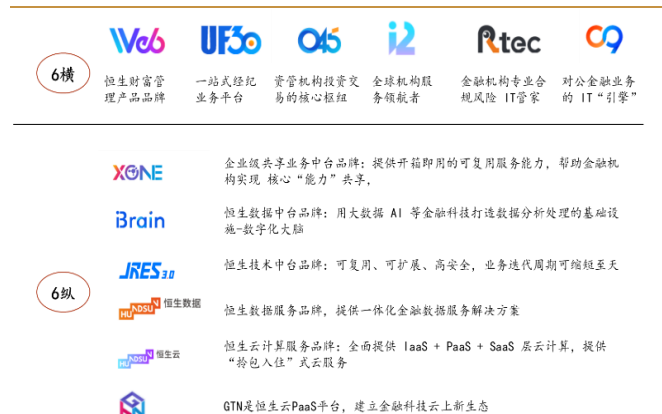 Web6 UF30 O45 i2 Rtec C9
6横
恒生财富管 一站式经纪 资管机构投资交 全球机构服 金融机构专业合 对公金融业务
理产品品牌 业务平台 易的核心枢纽 务领航者 规风险 IT管家 的 IT“引擎”
XONE
企业级共享业务中台品牌：提供开箱即用的可复用服务能力，帮助金融机
构实现 核心“能力”共享，
iBrain
恒生数据中台品牌：用大数据 AI 等金融科技打造数据分析处理的基础设
施-数字化大脑
6纵
JRES3.0
恒生技术中台品牌：可复用、可扩展、高安全，业务迭代周期可缩短至天
HUNDSUN 恒生数据
恒生数据服务品牌，提供一体化金融数据服务解决方案
HUNDSUN 恒生云
恒生云计算服务品牌：全面提供 IaaS + PaaS + SaaS 层云计算，提供
“拎包入住”式云服务
GTN是恒生云PaaS平台，建立金融科技云上新生态